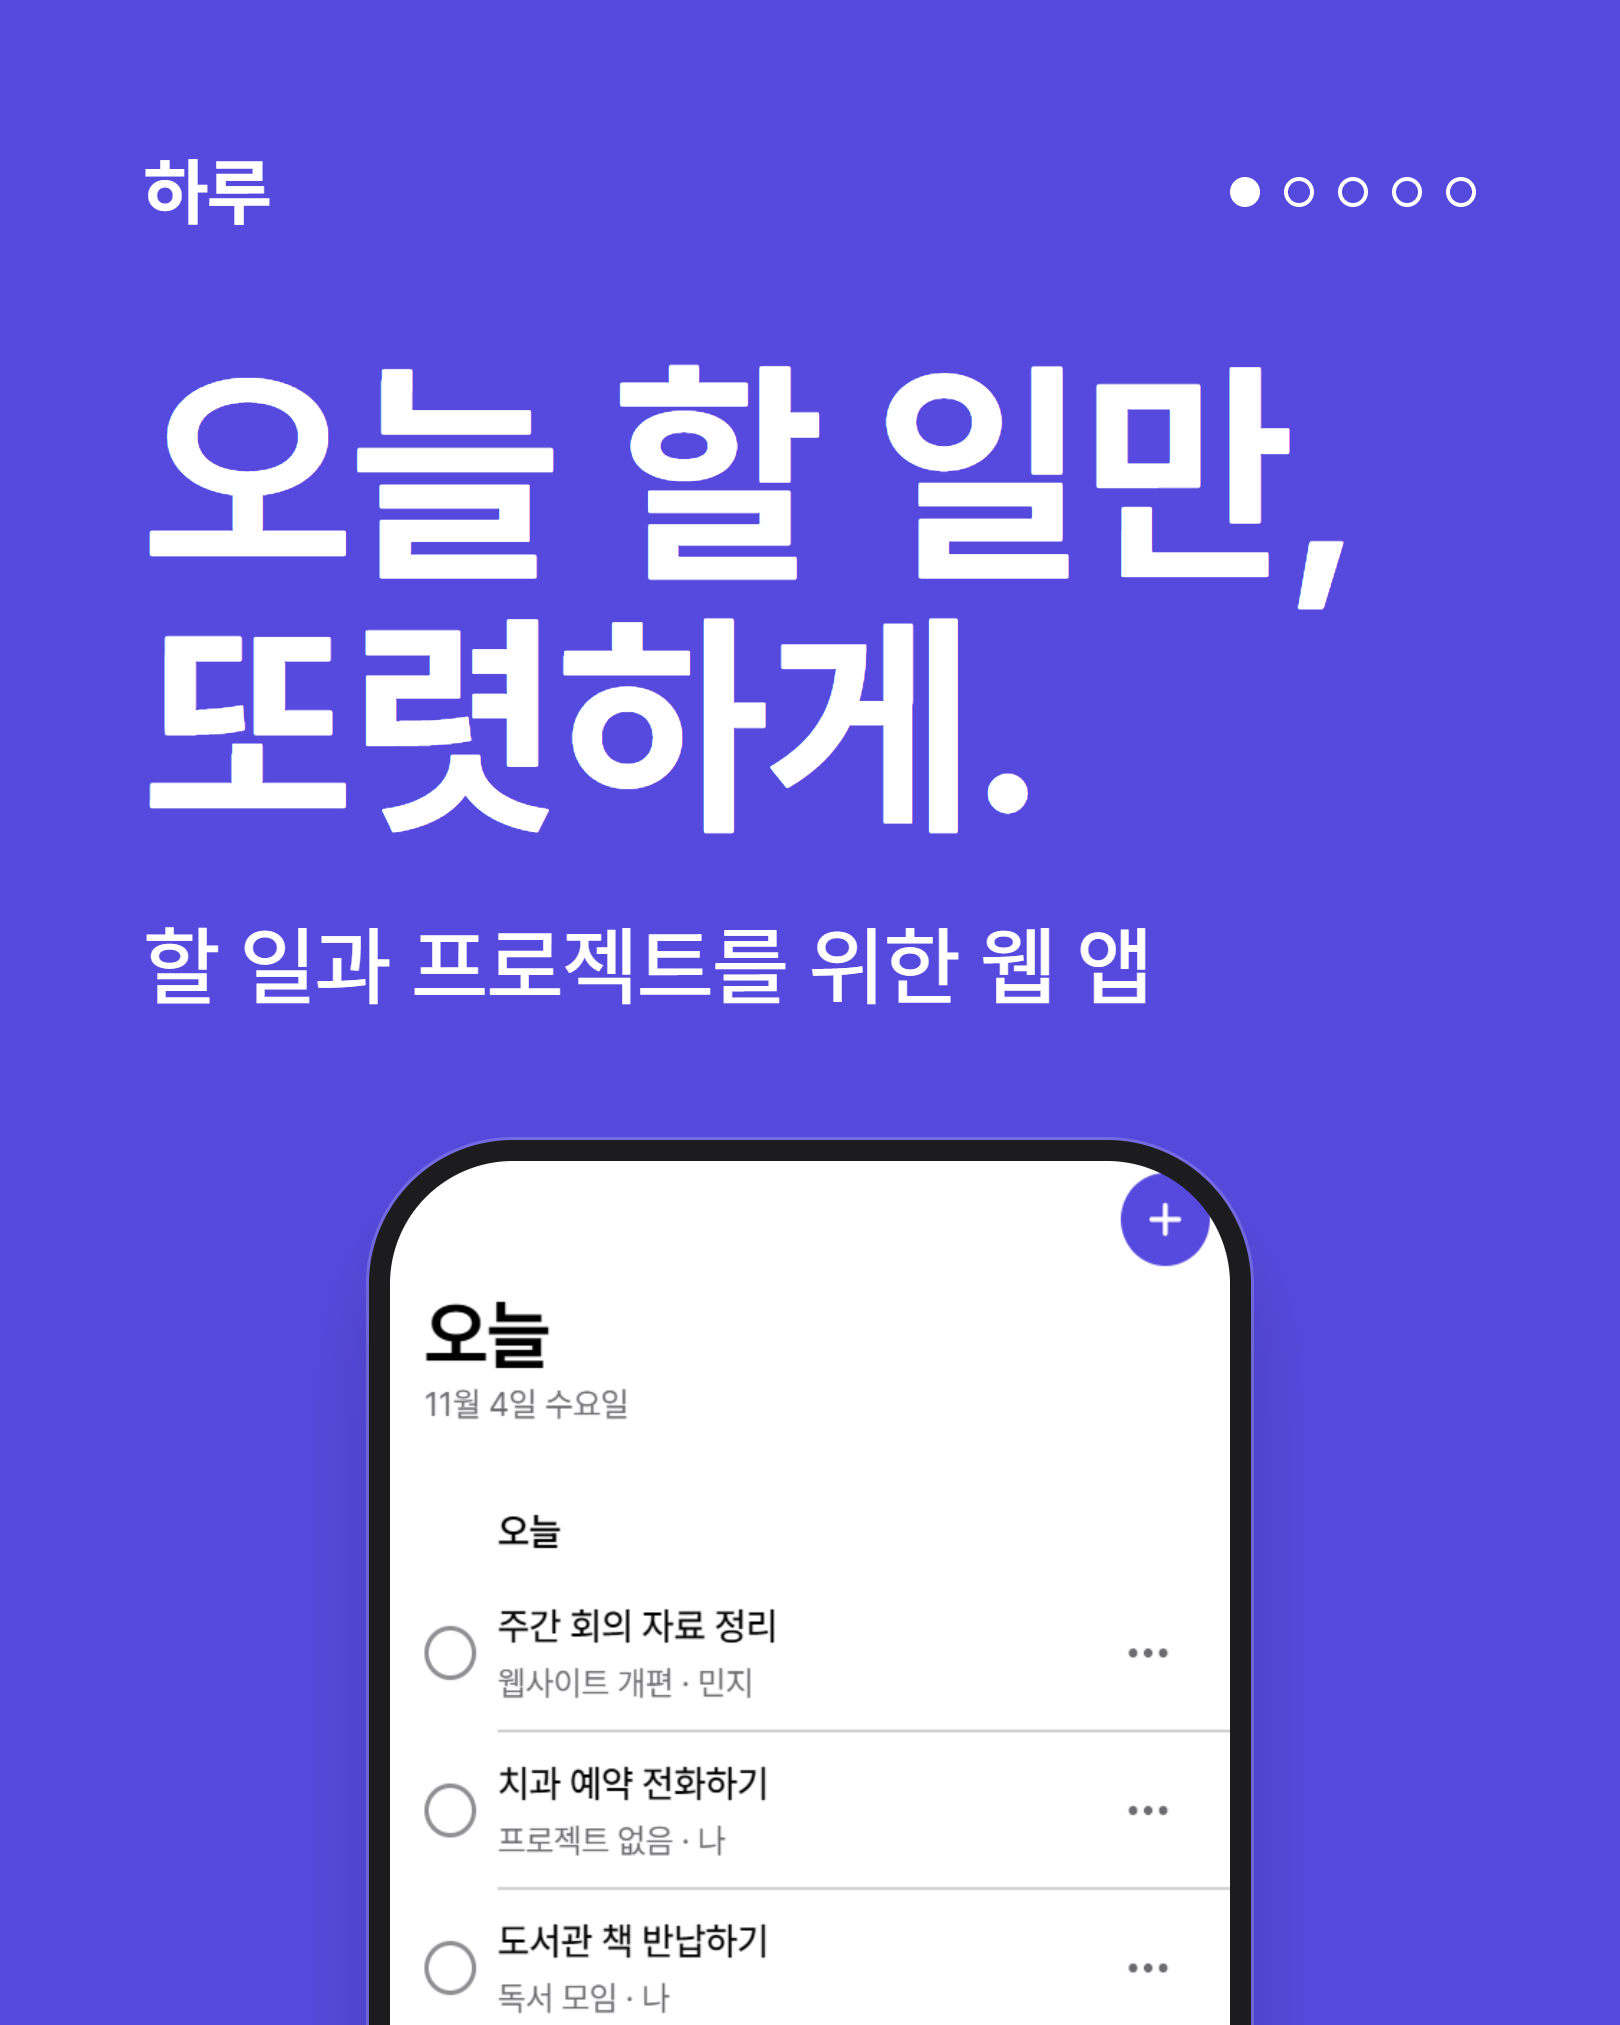 하루
오늘 할 일만,
또렷하게.
할 일과 프로젝트를 위한 웹 앱
오늘
11월 4일 수요일
오늘
주간 회의 자료 정리
웹사이트 개편 · 민지
치과 예약 전화하기
프로젝트 없음 · 나
도서관 책 반납하기
독서 모임 · 나